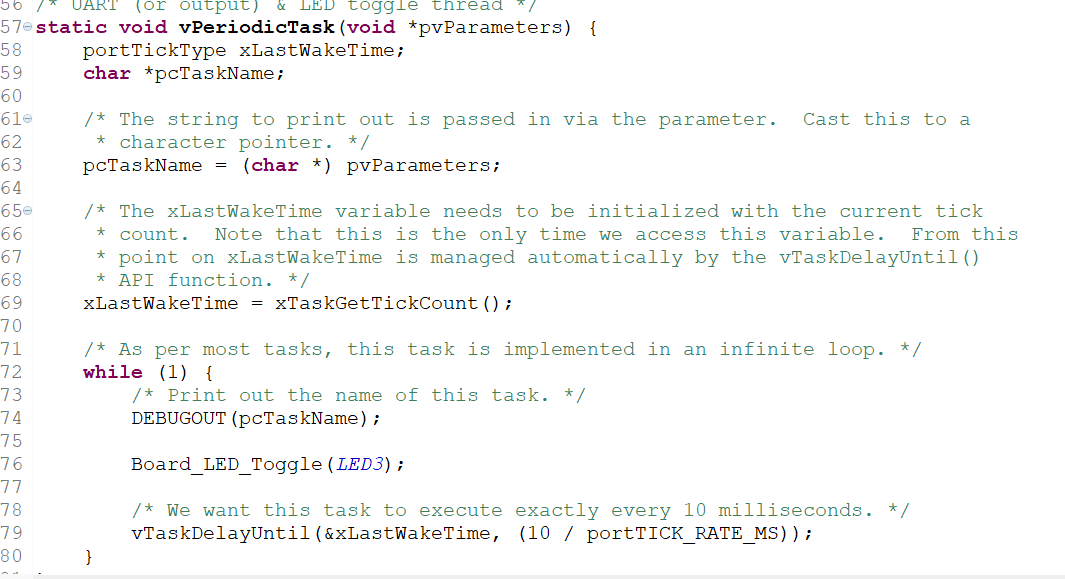 56 /* UART (or output) & LED toggle thread */
57 static void vPeriodicTask(void *pvParameters) {
58     portTickType xLastWakeTime;
59     char *pcTaskName;
60
61     /* The string to print out is passed in via the parameter.  Cast this to a
62      * character pointer. */
63     pcTaskName = (char *) pvParameters;
64
65     /* The xLastWakeTime variable needs to be initialized with the current tick
66      * count.  Note that this is the only time we access this variable.  From this
67      * point on xLastWakeTime is managed automatically by the vTaskDelayUntil()
68      * API function. */
69     xLastWakeTime = xTaskGetTickCount();
70
71     /* As per most tasks, this task is implemented in an infinite loop. */
72     while (1) {
73         /* Print out the name of this task. */
74         DEBUGOUT(pcTaskName);
75
76         Board_LED_Toggle(LED3);
77
78         /* We want this task to execute exactly every 10 milliseconds. */
79         vTaskDelayUntil(&xLastWakeTime, (10 / portTICK_RATE_MS));
80     }